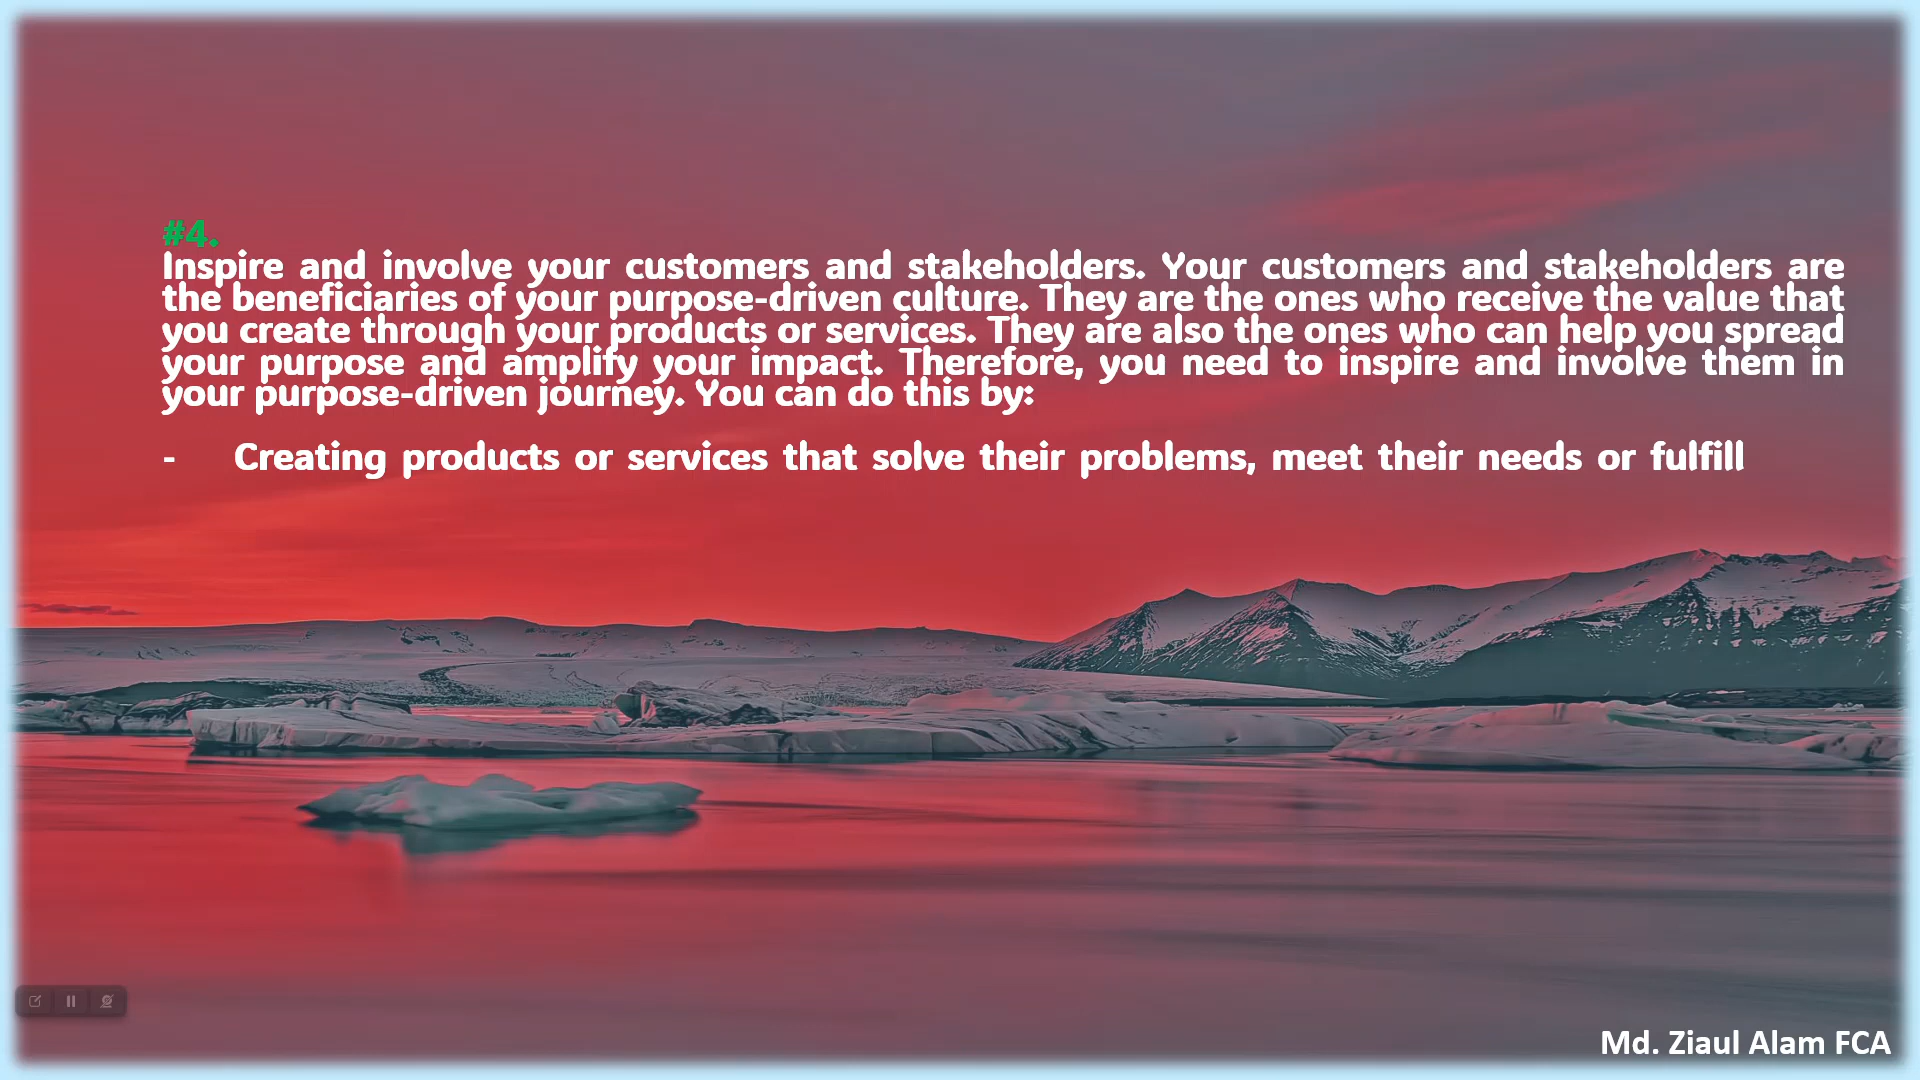 #4.
Inspire and involve your customers and stakeholders. Your customers and stakeholders are
the beneficiaries of your purpose-driven culture. They are the ones who receive the value that
you create through your products or services. They are also the ones who can help you spread
your purpose and amplify your impact. Therefore, you need to inspire and involve them in
your purpose-driven journey. You can do this by:
- Creating products or services that solve their problems, meet their needs or fulfill
Md. Ziaul Alam FCA